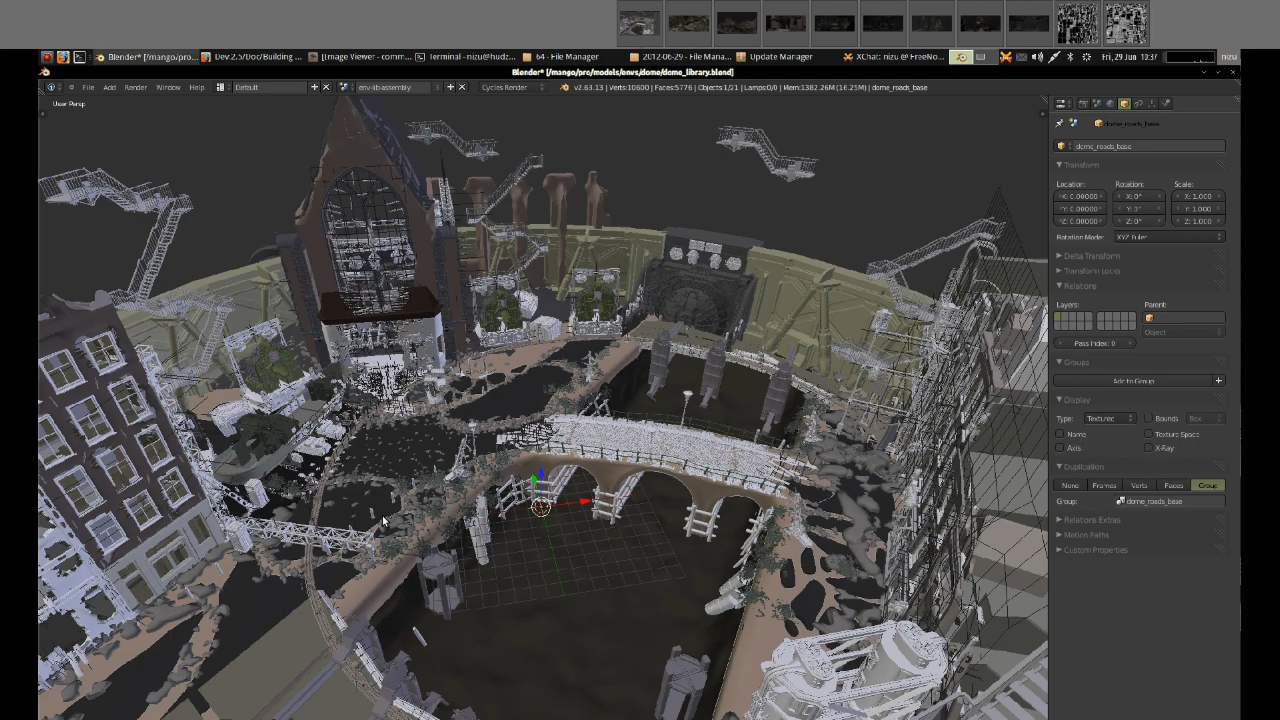 Blender* [/mango/pro... Dev:2.5/Doc/Building ... [Image Viewer - comm... Terminal - nizu@hudz... 64 - File Manager 2012-06-29 - File Mana... Update Manager XChat: nizu @ FreeNo... Fri, 29 Jun 10:37 nizu
Blender* [/mango/pro/models/envs/dome/dome_library.blend]
File Add Render Window Help Default env-lib-assembly 3 Cycles Render v2.63.13 | Verts:10600 | Faces:5776 | Objects:1/21 | Lamps:0/0 | Mem:1382.26M (16.25M) | dome_roads_base
User Persp
dome_roads_base
dome_roads_base
Transform
Location: Rotation: Scale:
X: 0.00000 X: 0° X: 1.000
Y: 0.00000 Y: 0° Y: 1.000
Z: 0.00000 Z: 0° Z: 1.000
Rotation Mode: XYZ Euler
Delta Transform
Transform Locks
Relations
Layers: Parent:
Object
Pass Index: 0
Groups
Add to Group
Display
Type: Textured Bounds Box
Name Texture Space
Axis X-Ray
Duplication
None Frames Verts Faces Group
Group: dome_roads_base
Relations Extras
Motion Paths
Custom Properties